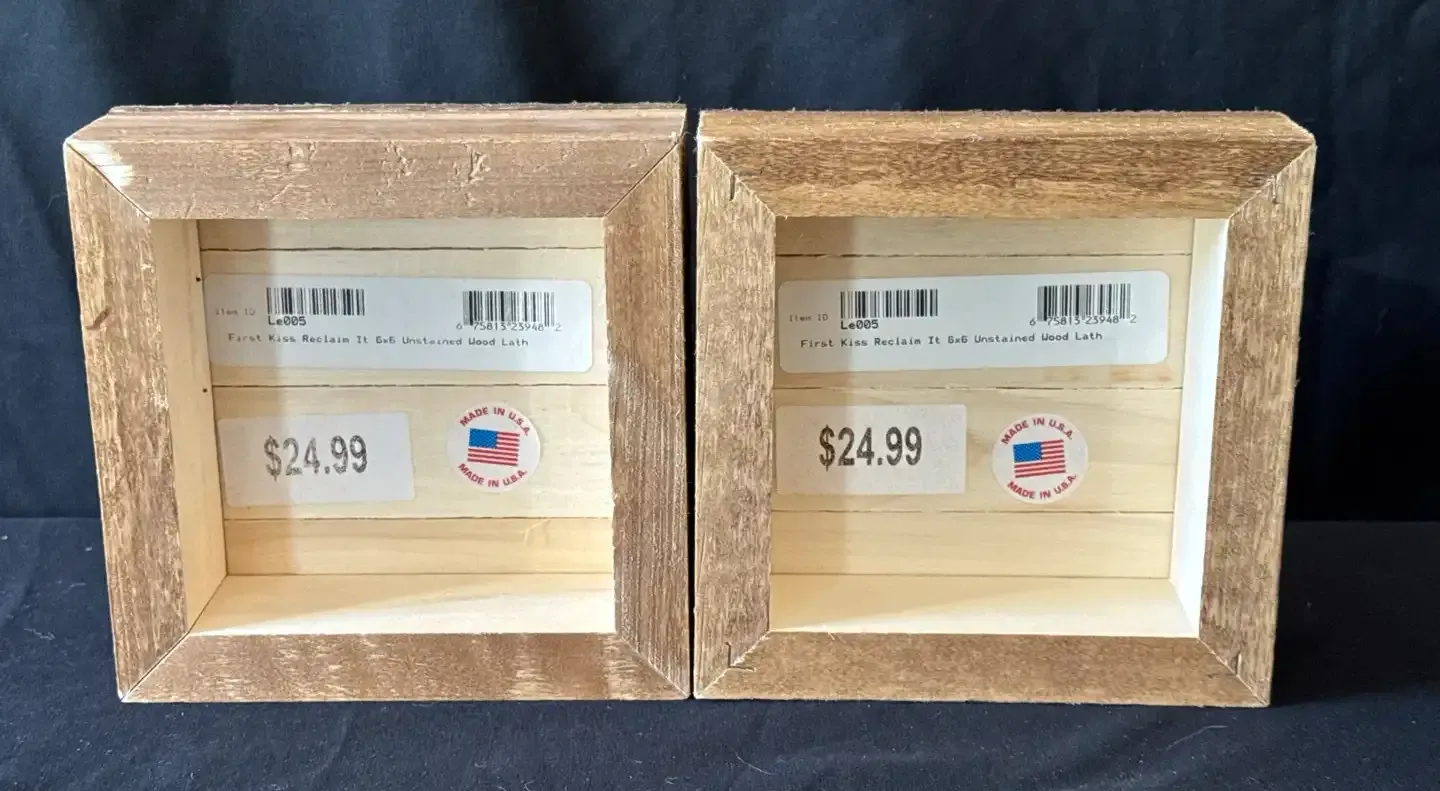 Item ID
Le005
6 75813 23948 2
First Kiss Reclaim It 6x6 Unstained Wood Lath
$24.99
MADE IN U.S.A.
MADE IN U.S.A.
Item ID
Le005
6 75813 23948 2
First Kiss Reclaim It 6x6 Unstained Wood Lath
$24.99
MADE IN U.S.A.
MADE IN U.S.A.